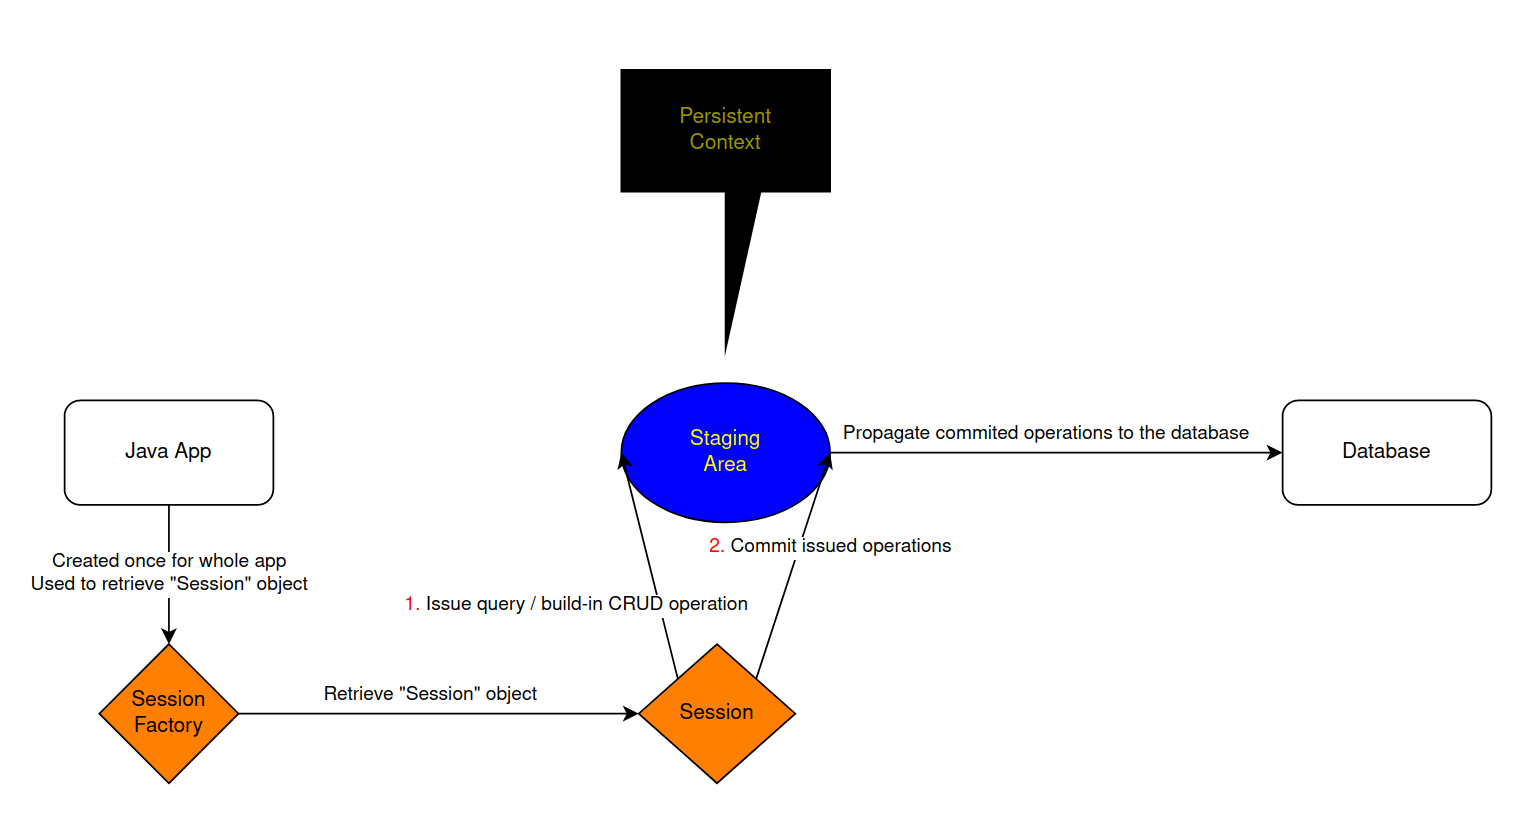 Persistent
Context
Staging
Area
Propagate commited operations to the database
Java App
Database
Created once for whole app
Used to retrieve "Session" object
2. Commit issued operations
1. Issue query / build-in CRUD operation
Session
Factory
Retrieve "Session" object
Session